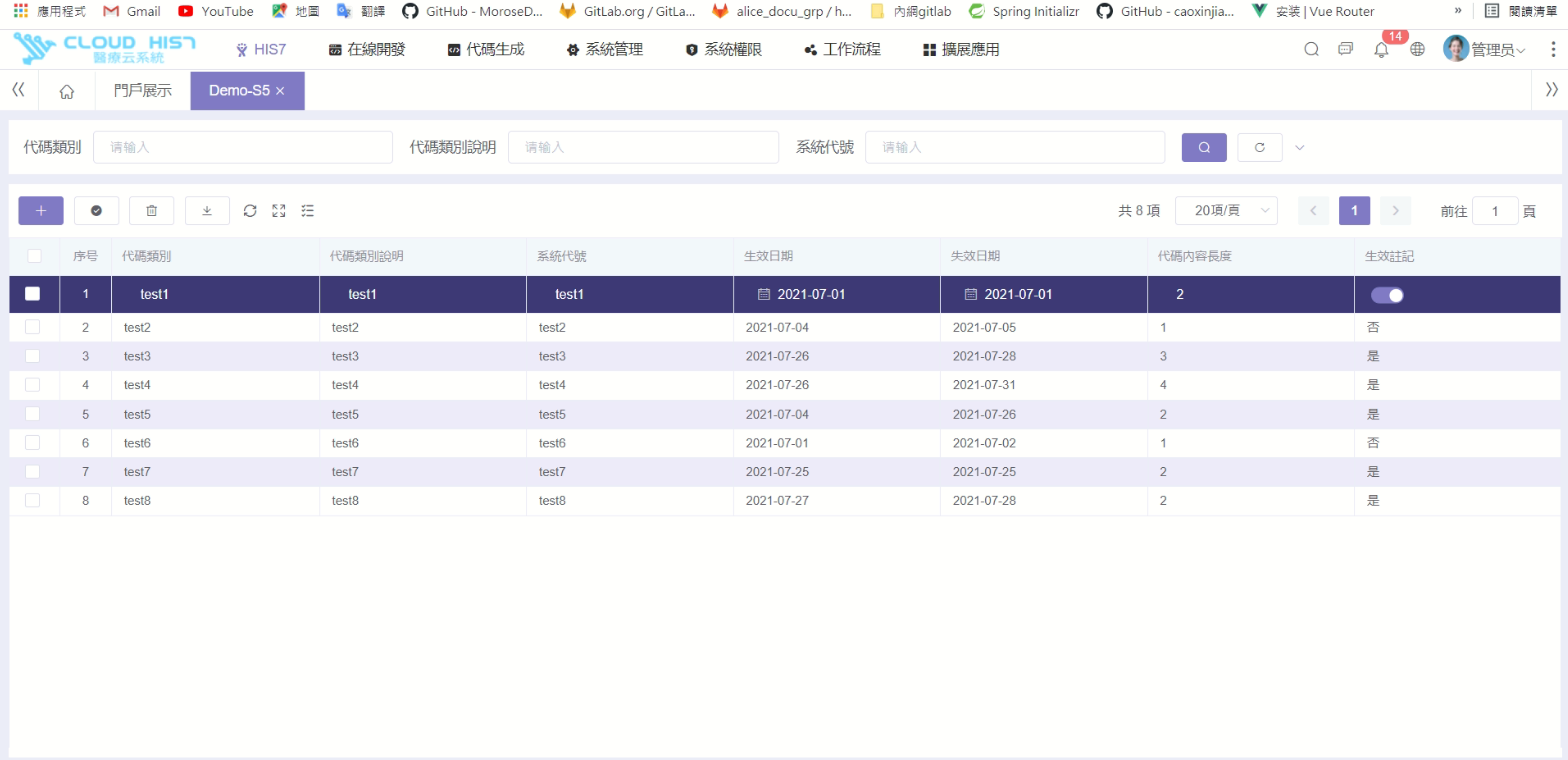 應用程式 Gmail YouTube 地圖 翻譯 GitHub - MoroseD... GitLab.org / GitLa... alice_docu_grp / h... 內網gitlab Spring Initializr GitHub - caoxinjia... 安裝 | Vue Router » 閱讀清單
CLOUD HIS7 HIS7 在線開發 代碼生成 系統管理 系統權限 工作流程 擴展應用 14 管理员
醫療云系統
門戶展示 Demo-S5 ×
代碼類別 请输入 代碼類別說明 请输入 系統代號 请输入
共 8 項 20項/頁 1 前往 1 頁
序号 代碼類別 代碼類別說明 系統代號 生效日期 失效日期 代碼內容長度 生效註記
1 test1 test1 test1 2021-07-01 2021-07-01 2
2 test2 test2 test2 2021-07-04 2021-07-05 1 否
3 test3 test3 test3 2021-07-26 2021-07-28 3 是
4 test4 test4 test4 2021-07-26 2021-07-31 4 是
5 test5 test5 test5 2021-07-04 2021-07-26 2 是
6 test6 test6 test6 2021-07-01 2021-07-02 1 否
7 test7 test7 test7 2021-07-25 2021-07-25 2 是
8 test8 test8 test8 2021-07-27 2021-07-28 2 是